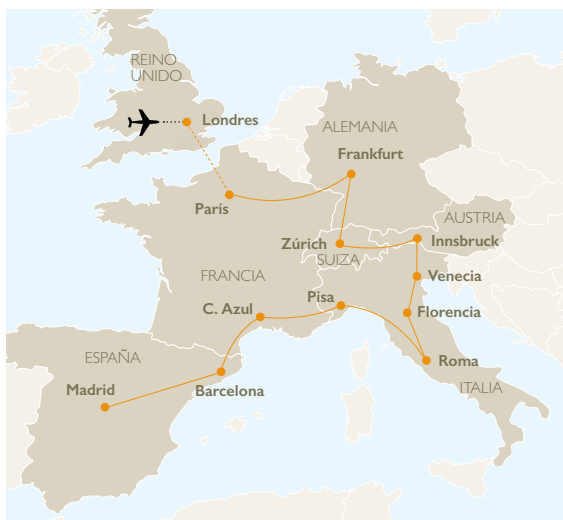 REINO
UNIDO
Londres
ALEMANIA
Frankfurt
París
AUSTRIA
Zúrich
Innsbruck
SUIZA
FRANCIA
Venecia
Pisa
C. Azul
Florencia
ESPAÑA
Roma
Madrid
Barcelona
ITALIA